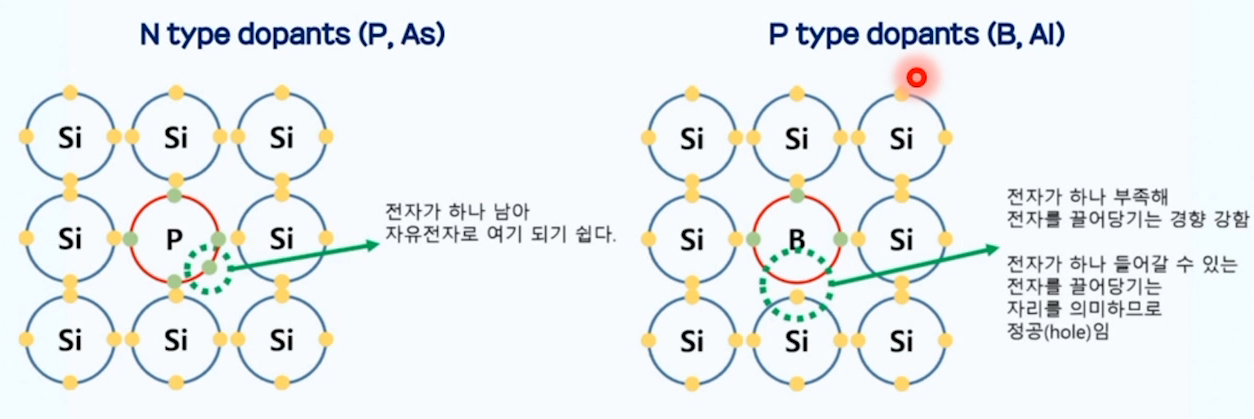 N type dopants (P, As)
P type dopants (B, Al)
Si Si Si
Si P Si
Si Si Si
전자가 하나 남아
자유전자로 여기 되기 쉽다.
Si Si Si
Si B Si
Si Si Si
전자가 하나 부족해
전자를 끌어당기는 경향 강함
전자가 하나 들어갈 수 있는
전자를 끌어당기는
자리를 의미하므로
정공(hole)임